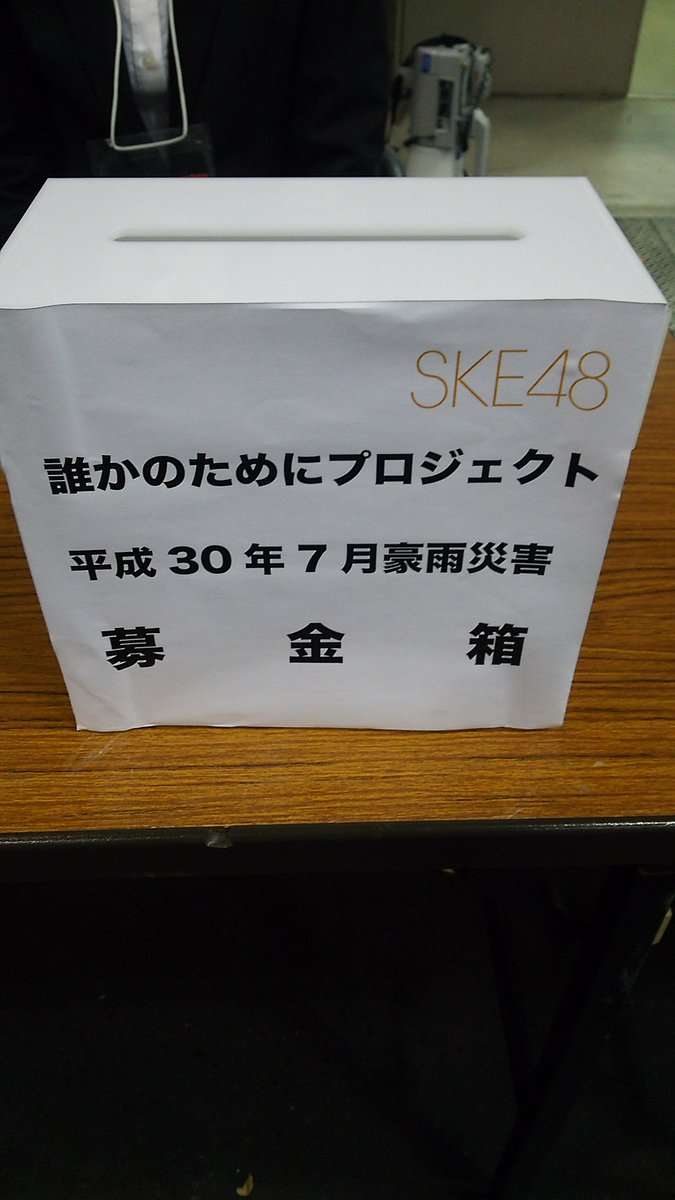 SKE48
誰かのためにプロジェクト
平成30年7月豪雨災害
募金箱